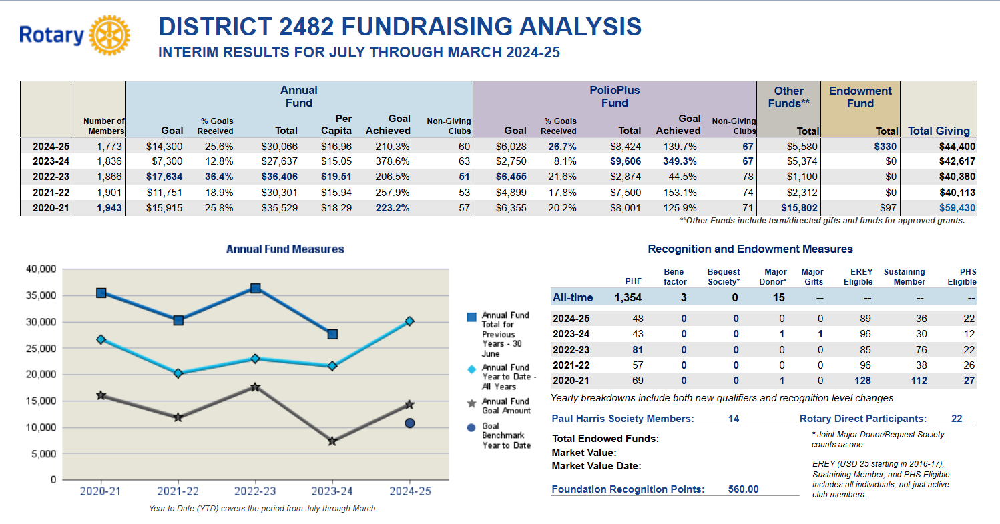 Rotary
DISTRICT 2482 FUNDRAISING ANALYSIS
INTERIM RESULTS FOR JULY THROUGH MARCH 2024-25
Annual Fund PolioPlus Fund Other Funds** Endowment Fund
Number of Members Goal % Goals Received Total Per Capita Goal Achieved Non-Giving Clubs Goal % Goals Received Total Goal Achieved Non-Giving Clubs Total Total Total Giving
2024-25 1,773 $14,300 25.6% $30,066 $16.96 210.3% 60 $6,028 26.7% $8,424 139.7% 67 $5,580 $330 $44,400
2023-24 1,836 $7,300 12.8% $27,637 $15.05 378.6% 63 $2,750 8.1% $9,606 349.3% 67 $5,374 $0 $42,617
2022-23 1,866 $17,634 36.4% $36,406 $19.51 206.5% 51 $6,455 21.6% $2,874 44.5% 78 $1,100 $0 $40,380
2021-22 1,901 $11,751 18.9% $30,301 $15.94 257.9% 53 $4,899 17.8% $7,500 153.1% 74 $2,312 $0 $40,113
2020-21 1,943 $15,915 25.8% $35,529 $18.29 223.2% 57 $6,355 20.2% $8,001 125.9% 71 $15,802 $97 $59,430
**Other Funds include term/directed gifts and funds for approved grants.
Annual Fund Measures
40,000
35,000
30,000
25,000
20,000
15,000
10,000
5,000
0
2020-21 2021-22 2022-23 2023-24 2024-25
Annual Fund
Total for
Previous
Years - 30
June
Annual Fund
Year to Date -
All Years
Annual Fund
Goal Amount
Goal
Benchmark
Year to Date
Year to Date (YTD) covers the period from July through March.
Recognition and Endowment Measures
PHF Bene-factor Bequest Society* Major Donor* Major Gifts EREY Eligible Sustaining Member PHS Eligible
All-time 1,354 3 0 15 -- -- -- --
2024-25 48 0 0 0 0 89 36 22
2023-24 43 0 0 1 1 96 30 12
2022-23 81 0 0 0 0 85 76 22
2021-22 57 0 0 0 0 96 38 26
2020-21 69 0 0 1 0 128 112 27
Yearly breakdowns include both new qualifiers and recognition level changes
Paul Harris Society Members: 14 Rotary Direct Participants: 22
Total Endowed Funds:
Market Value:
Market Value Date:
Foundation Recognition Points: 560.00
* Joint Major Donor/Bequest Society
counts as one.
EREY (USD 25 starting in 2016-17),
Sustaining Member, and PHS Eligible
includes all individuals, not just active
club members.